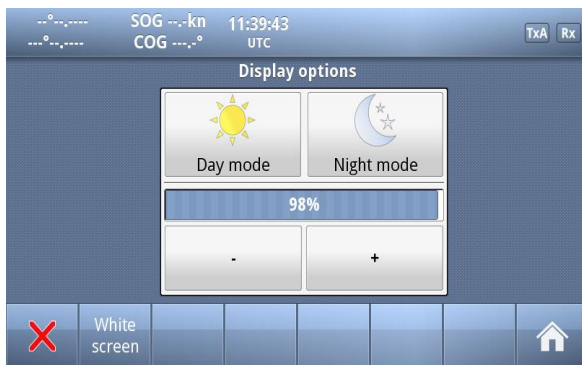 --°--,---- SOG --.-kn 11:39:43 TxA Rx
---°--,---- COG ---.-° UTC
Display options
Day mode Night mode
98%
- +
White
screen